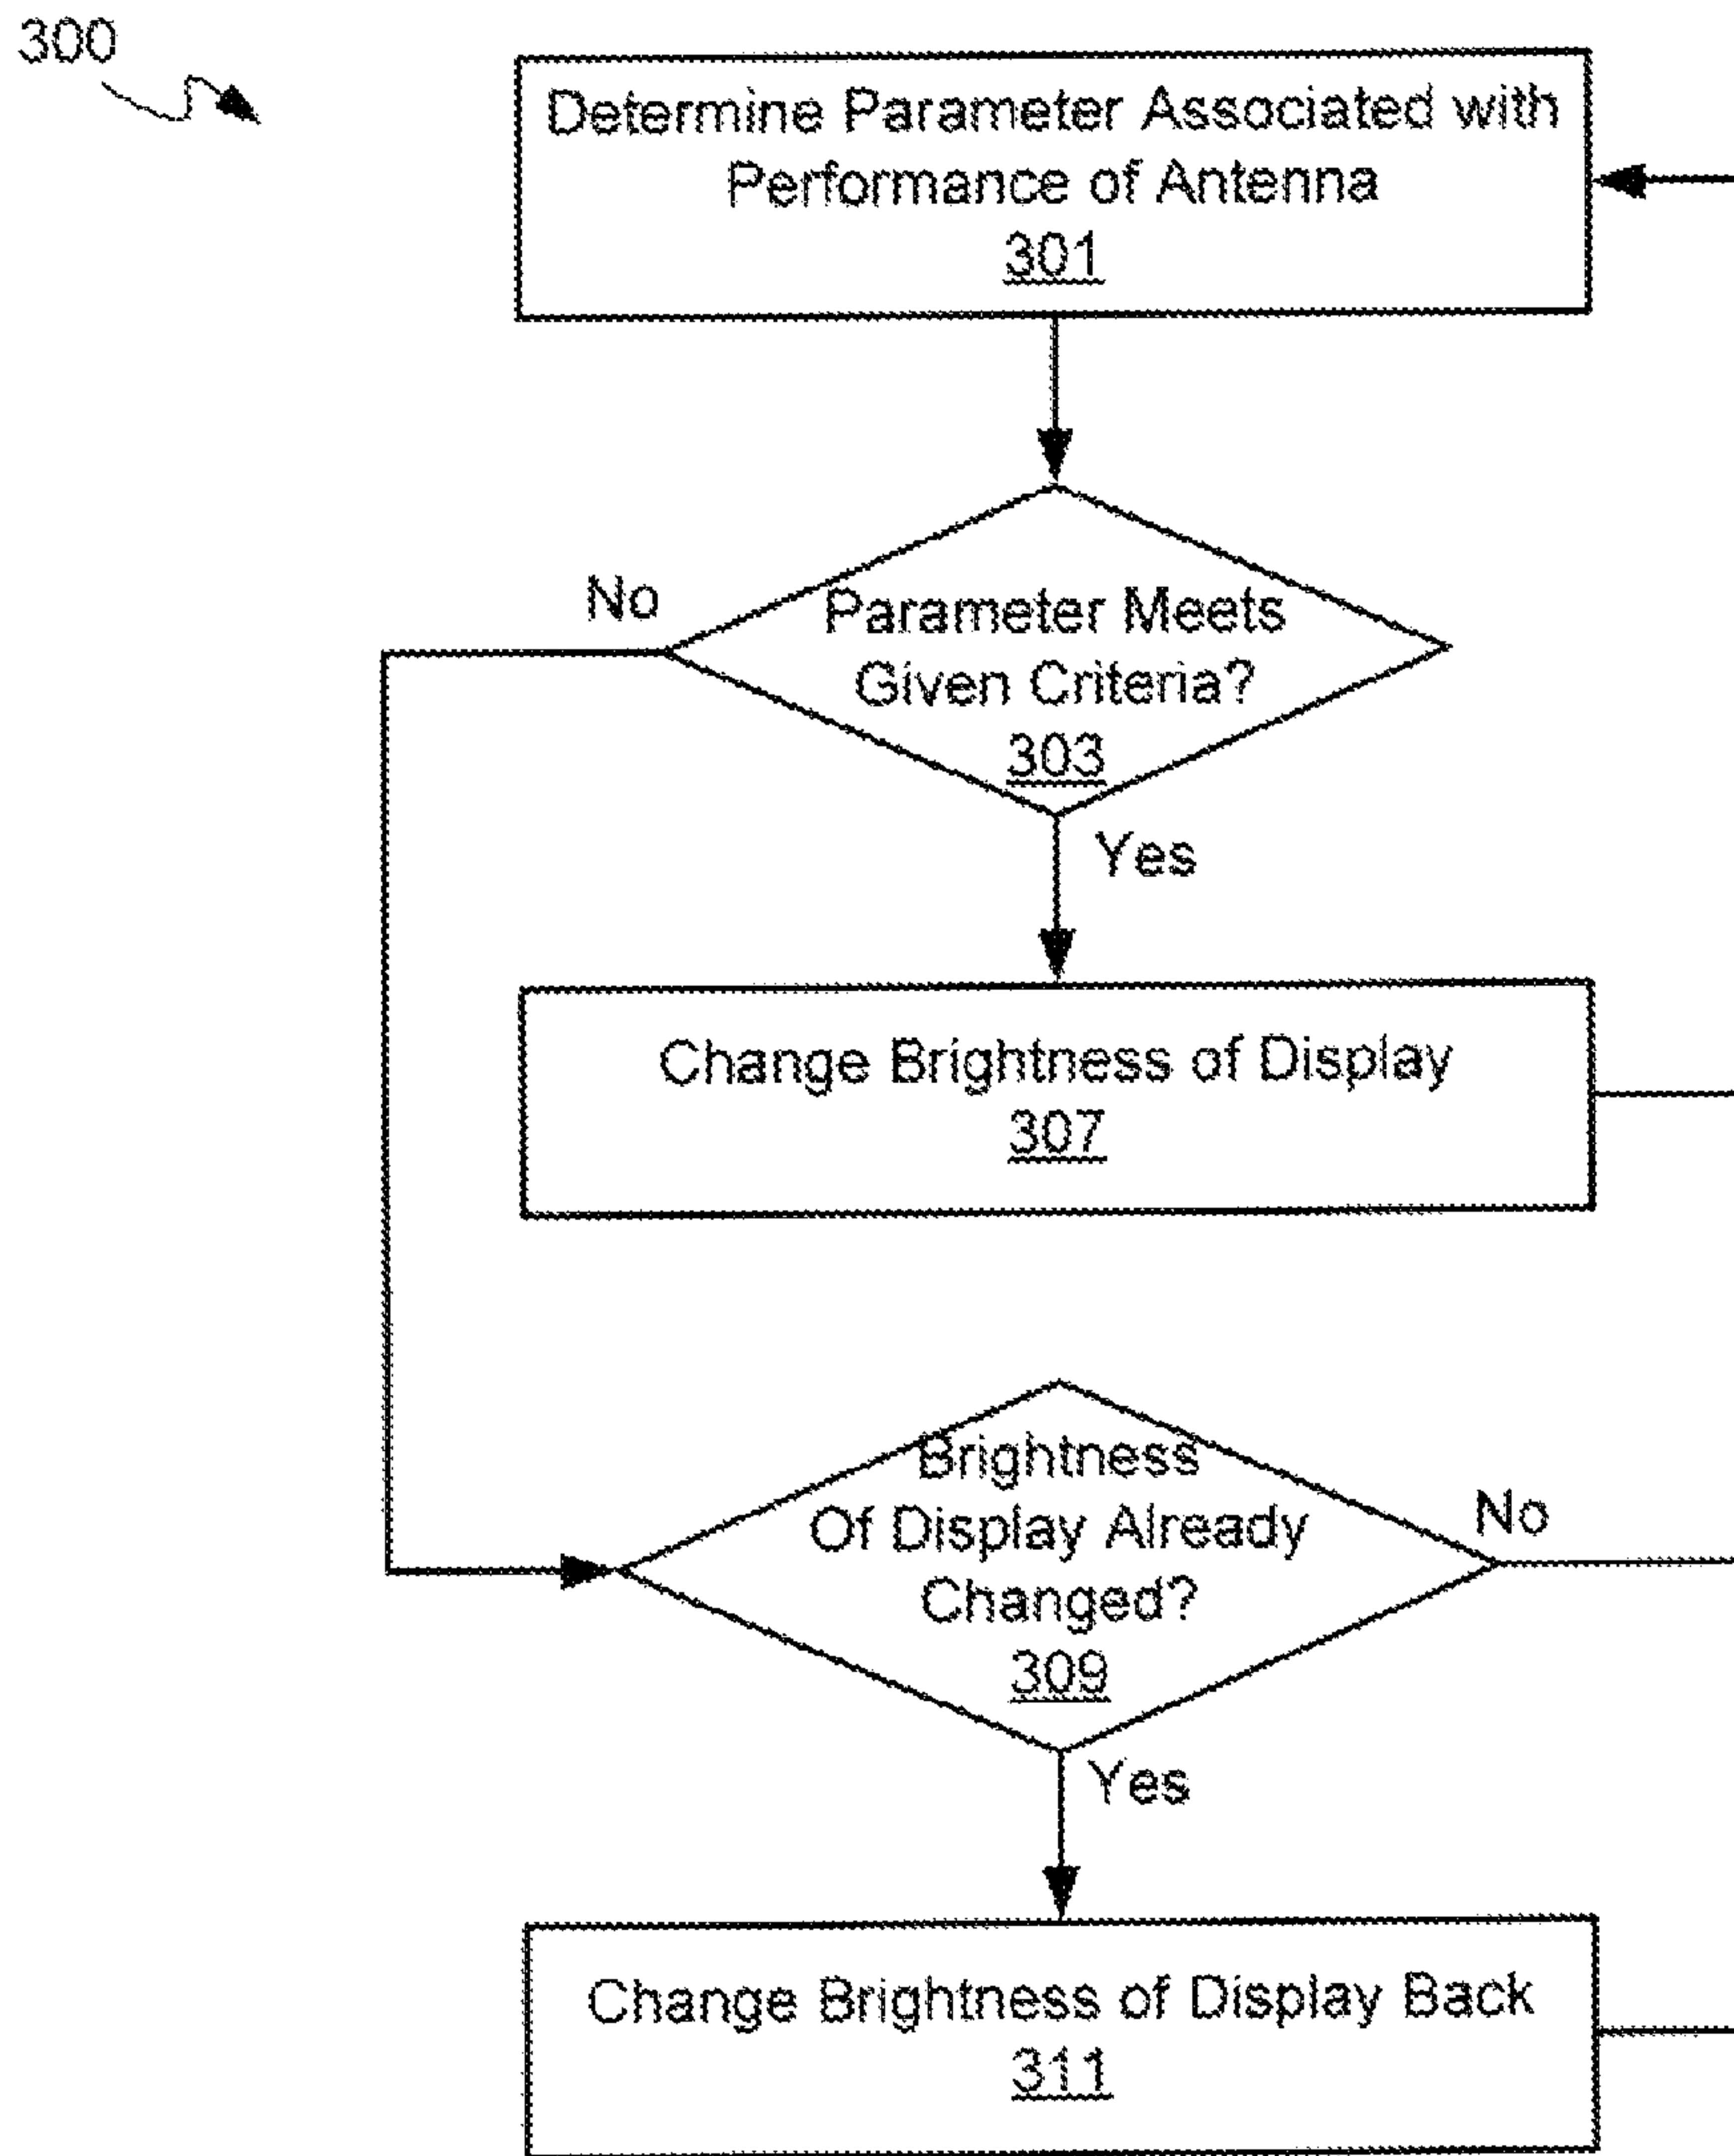 300
Determine Parameter Associated with
Performance of Antenna
301
No
Parameter Meets
Given Criteria?
303
Yes
Change Brightness of Display
307
Brightness
Of Display Already
Changed?
309
No
Yes
Change Brightness of Display Back
311